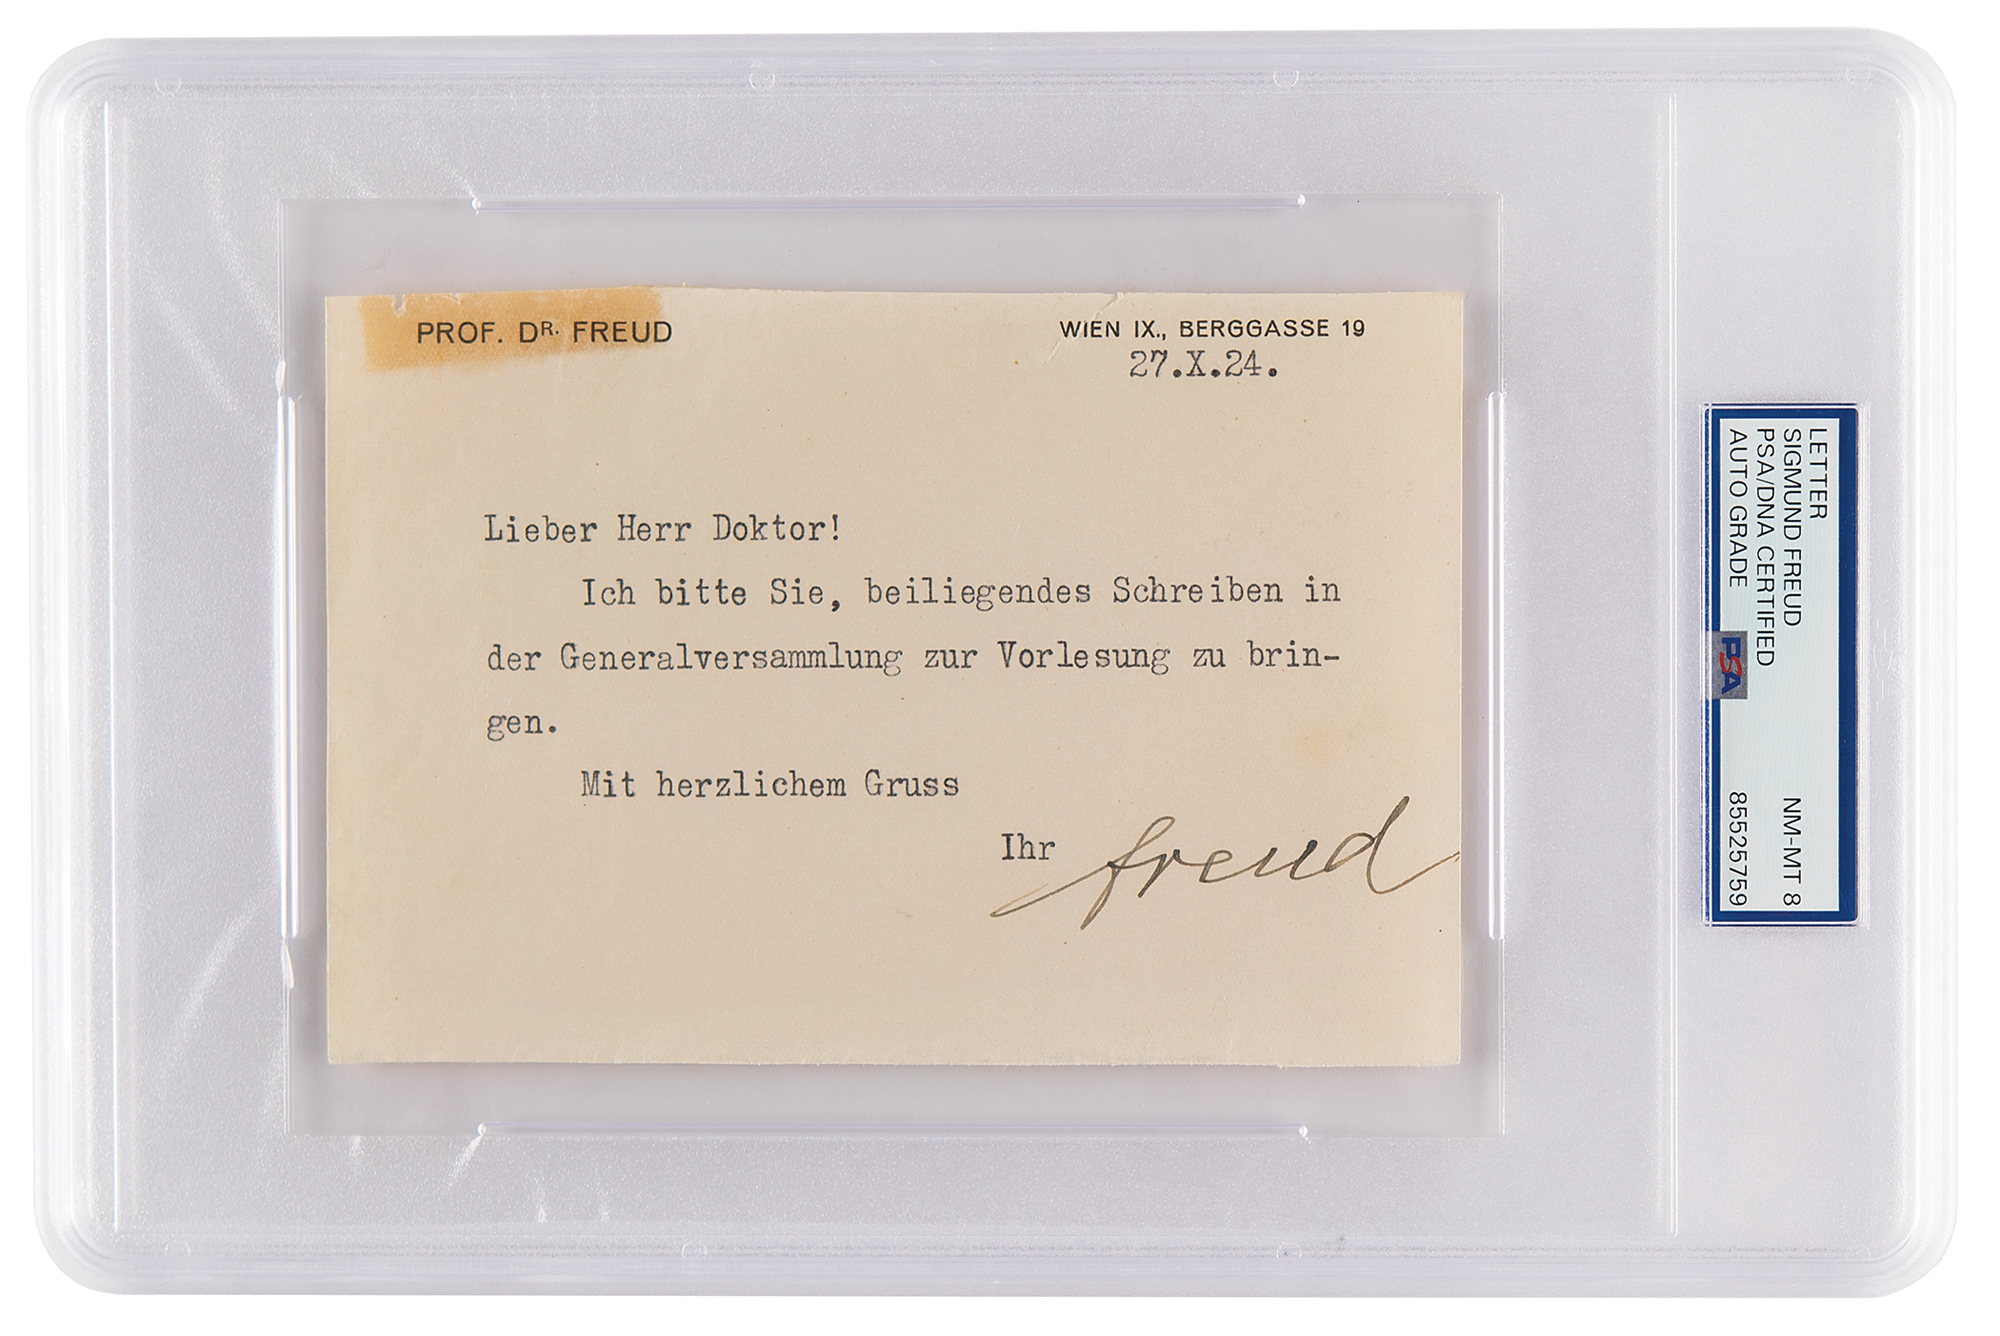 PROF. DR. FREUD
WIEN IX., BERGGASSE 19
27.X.24.
Lieber Herr Doktor!
Ich bitte Sie, beiliegendes Schreiben in
der Generalversammlung zur Vorlesung zu brin-
gen.
Mit herzlichem Gruss
Ihr freud
LETTER
SIGMUND FREUD NM-MT 8
PSA/DNA CERTIFIED
AUTO GRADE 85525759
PSA